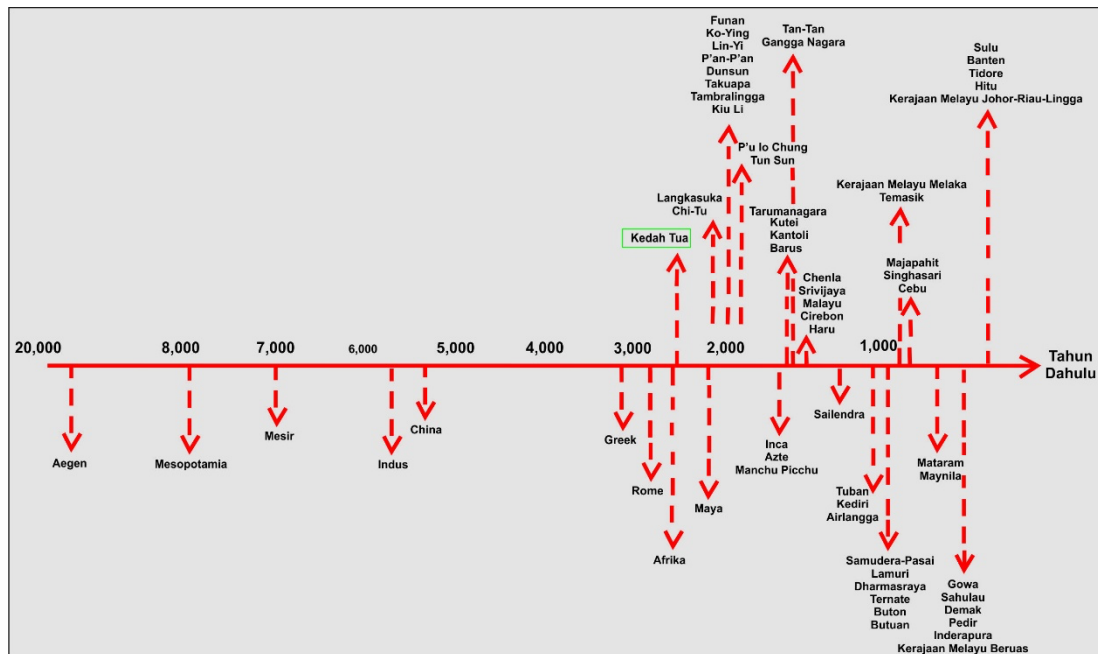 Funan
Ko-Ying
Lin-Yi
P'an-P'an
Dunsun
Takuapa
Tambralingga
Kiu Li
Tan-Tan
Gangga Nagara
Sulu
Banten
Tidore
Hitu
Kerajaan Melayu Johor-Riau-Lingga
P'u lo Chung
Tun Sun
Langkasuka
Chi-Tu
Kedah Tua
Tarumanagara
Kutei
Kantoli
Barus
Kerajaan Melayu Melaka
Temasik
Chenla
Srivijaya
Malayu
Cirebon
Haru
Majapahit
Singhasari
Cebu
20,000 8,000 7,000 6,000 5,000 4,000 3,000 2,000 1,000
Tahun
Dahulu
Aegen
Mesopotamia
Mesir
Indus
China
Greek
Rome
Afrika
Maya
Inca
Azte
Manchu Picchu
Sailendra
Tuban
Kediri
Airlangga
Samudera-Pasai
Lamuri
Dharmasraya
Ternate
Buton
Butuan
Mataram
Maynila
Gowa
Sahulau
Demak
Pedir
Inderapura
Kerajaan Melayu Beruas